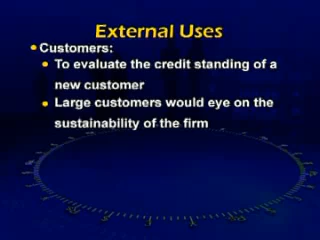 External Uses
Customers:
To evaluate the credit standing of a
new customer
Large customers would eye on the
sustainability of the firm